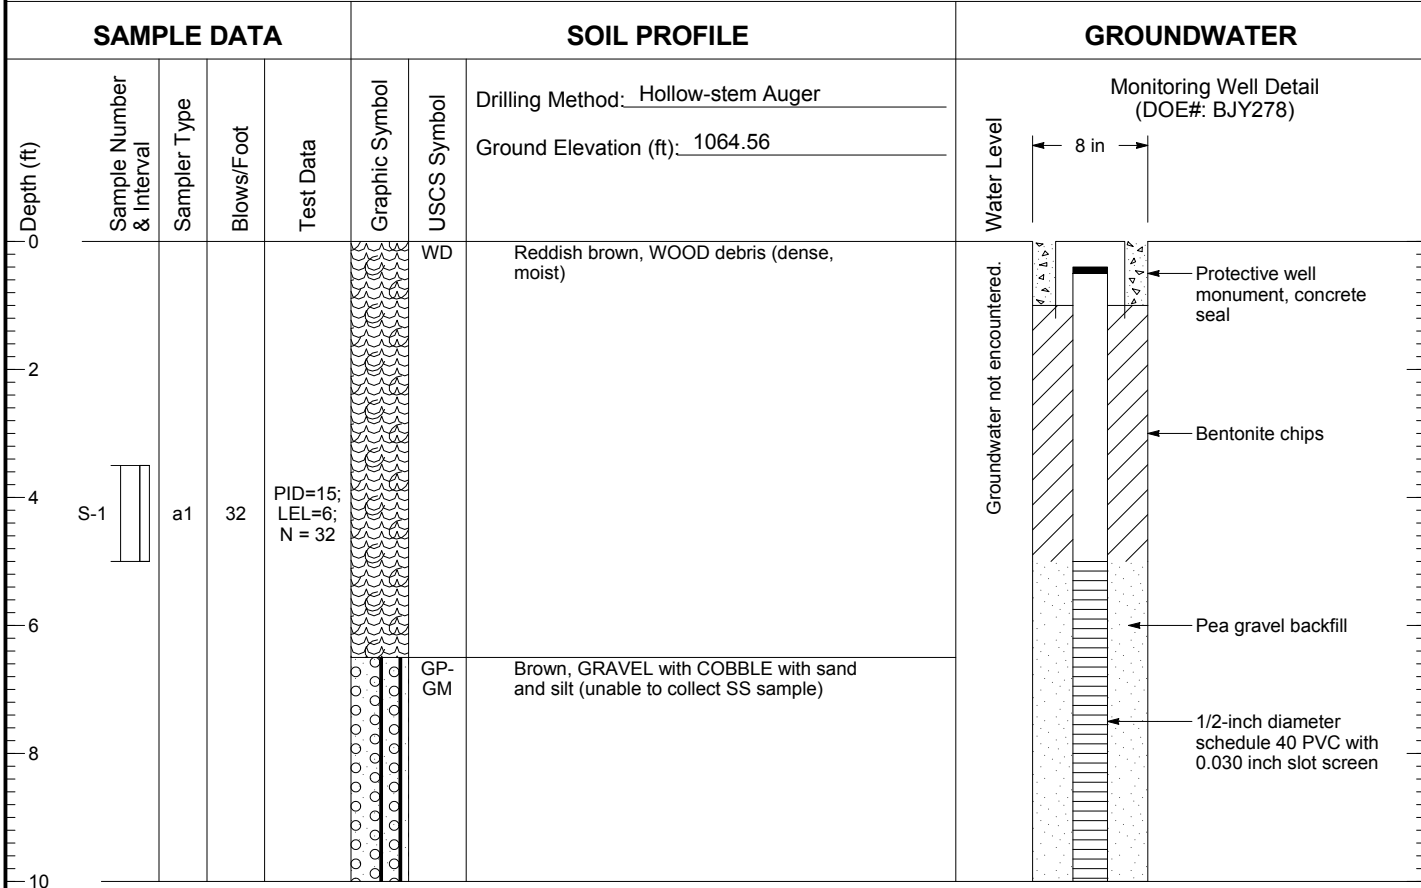 SAMPLE DATA
SOIL PROFILE
GROUNDWATER
Depth (ft)
Sample Number
& Interval
Sampler Type
Blows/Foot
Test Data
Graphic Symbol
USCS Symbol
Drilling Method: Hollow-stem Auger
Ground Elevation (ft): 1064.56
Water Level
Monitoring Well Detail
(DOE#: BJY278)
8 in
0
2
4
6
8
10
S-1
a1
32
PID=15;
LEL=6;
N = 32
WD
Reddish brown, WOOD debris (dense,
moist)
GP-
GM
Brown, GRAVEL with COBBLE with sand
and silt (unable to collect SS sample)
Groundwater not encountered.
Protective well
monument, concrete
seal
Bentonite chips
Pea gravel backfill
1/2-inch diameter
schedule 40 PVC with
0.030 inch slot screen